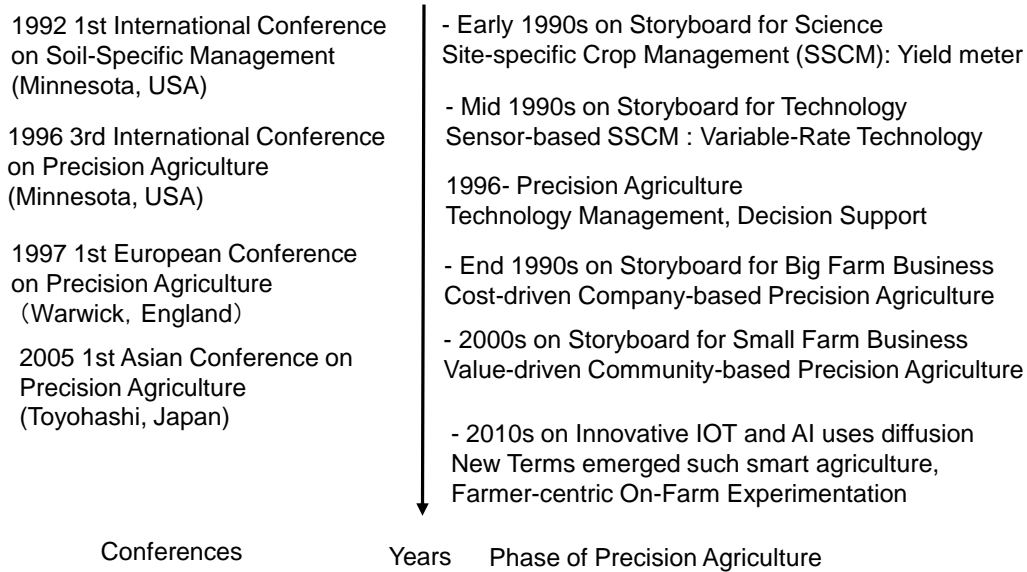 1992 1st International Conference
on Soil-Specific Management
(Minnesota, USA)
1996 3rd International Conference
on Precision Agriculture
(Minnesota, USA)
1997 1st European Conference
on Precision Agriculture
（Warwick, England）
2005 1st Asian Conference on
Precision Agriculture
(Toyohashi, Japan)
- Early 1990s on Storyboard for Science
Site-specific Crop Management (SSCM): Yield meter
- Mid 1990s on Storyboard for Technology
Sensor-based SSCM : Variable-Rate Technology
1996- Precision Agriculture
Technology Management, Decision Support
- End 1990s on Storyboard for Big Farm Business
Cost-driven Company-based Precision Agriculture
- 2000s on Storyboard for Small Farm Business
Value-driven Community-based Precision Agriculture
- 2010s on Innovative IOT and AI uses diffusion
New Terms emerged such smart agriculture,
Farmer-centric On-Farm Experimentation
Conferences
Years
Phase of Precision Agriculture